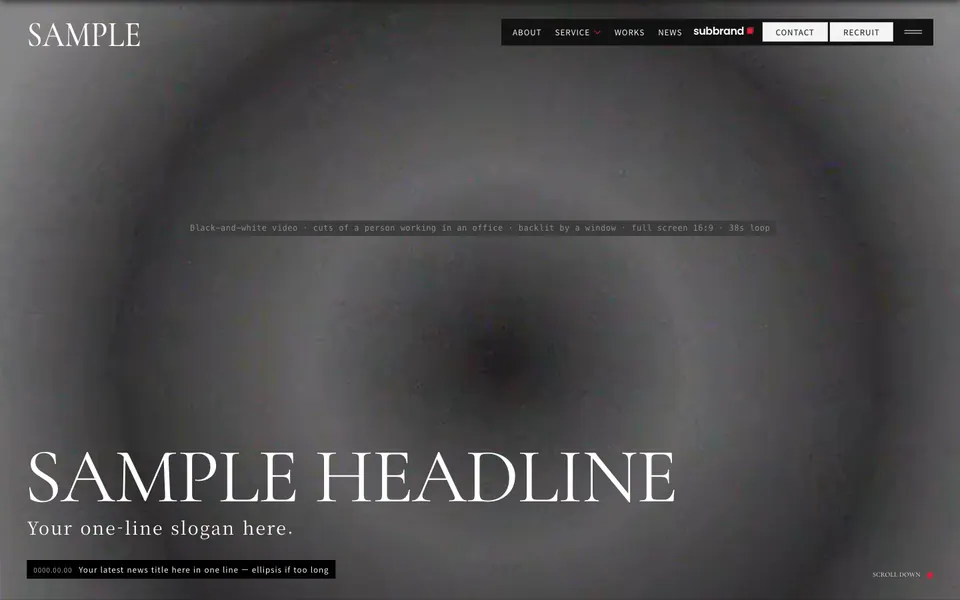 SAMPLE
ABOUT SERVICE WORKS NEWS subbrand CONTACT RECRUIT
Black-and-white video · cuts of a person working in an office · backlit by a window · full screen 16:9 · 38s loop
SAMPLE HEADLINE
Your one-line slogan here.
0000.00.00 Your latest news title here in one line — ellipsis if too long
SCROLL DOWN